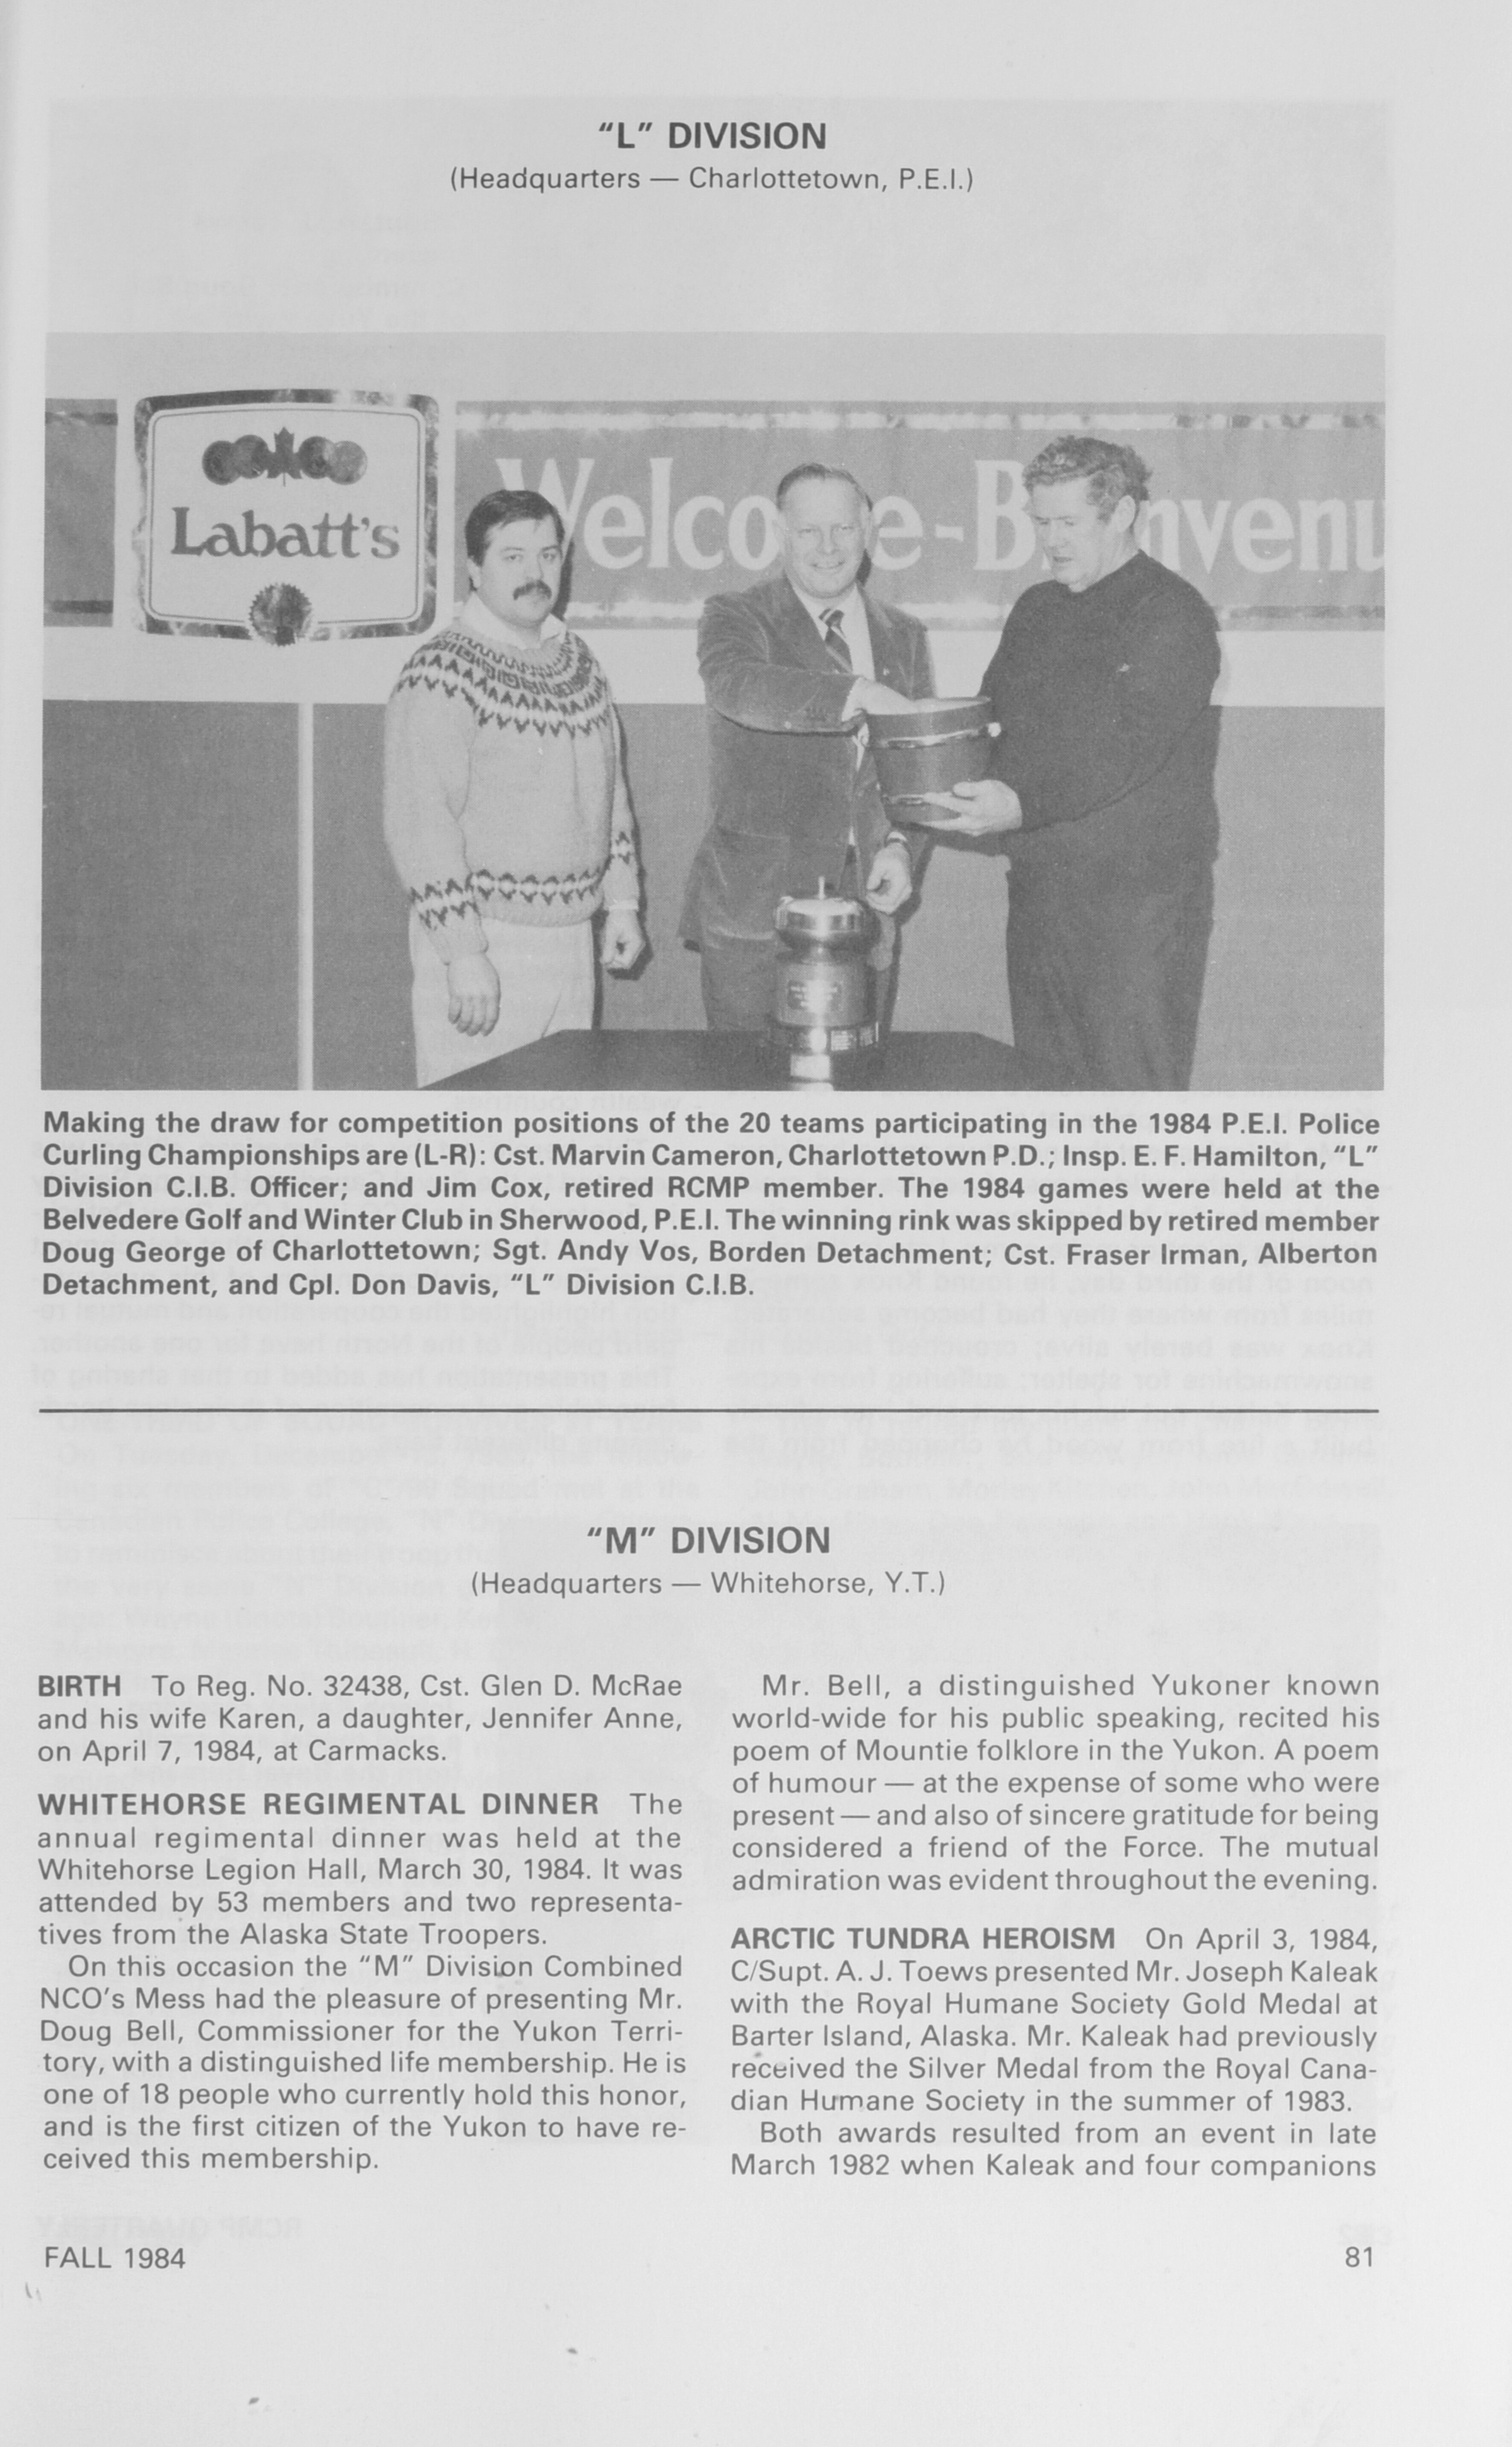 "L" DIVISION
(Headquarters — Charlottetown, P.E.I.)
Labatt's
Welco e-B nvenu
Making the draw for competition positions of the 20 teams participating in the 1984 P.E.I. Police
Curling Championships are (L-R): Cst. Marvin Cameron, Charlottetown P.D.; Insp. E. F. Hamilton, "L"
Division C.I.B. Officer; and Jim Cox, retired RCMP member. The 1984 games were held at the
Belvedere Golf and Winter Club in Sherwood, P.E.I. The winning rink was skipped by retired member
Doug George of Charlottetown; Sgt. Andy Vos, Borden Detachment; Cst. Fraser Irman, Alberton
Detachment, and Cpl. Don Davis, "L" Division C.I.B.
"M" DIVISION
(Headquarters — Whitehorse, Y.T.)
BIRTH To Reg. No. 32438, Cst. Glen D. McRae
and his wife Karen, a daughter, Jennifer Anne,
on April 7, 1984, at Carmacks.
WHITEHORSE REGIMENTAL DINNER The
annual regimental dinner was held at the
Whitehorse Legion Hall, March 30, 1984. It was
attended by 53 members and two representa-
tives from the Alaska State Troopers.
On this occasion the "M" Division Combined
NCO's Mess had the pleasure of presenting Mr.
Doug Bell, Commissioner for the Yukon Terri-
tory, with a distinguished life membership. He is
one of 18 people who currently hold this honor,
and is the first citizen of the Yukon to have re-
ceived this membership.
Mr. Bell, a distinguished Yukoner known
world-wide for his public speaking, recited his
poem of Mountie folklore in the Yukon. A poem
of humour — at the expense of some who were
present — and also of sincere gratitude for being
considered a friend of the Force. The mutual
admiration was evident throughout the evening.
ARCTIC TUNDRA HEROISM On April 3, 1984,
C/Supt. A. J. Toews presented Mr. Joseph Kaleak
with the Royal Humane Society Gold Medal at
Barter Island, Alaska. Mr. Kaleak had previously
received the Silver Medal from the Royal Cana-
dian Humane Society in the summer of 1983.
Both awards resulted from an event in late
March 1982 when Kaleak and four companions
FALL 1984
81